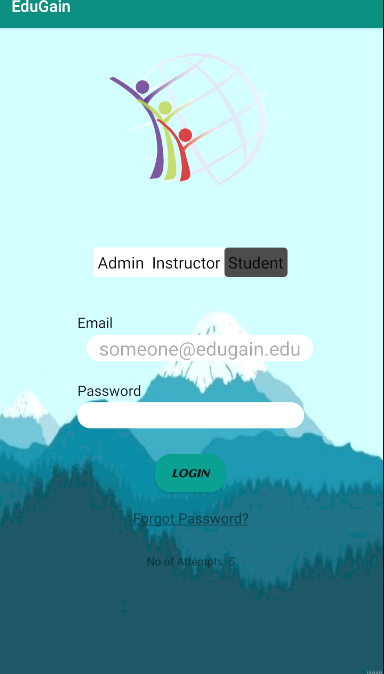 EduGain
Admin Instructor Student
Email
someone@edugain.edu
Password
LOGIN
Forgot Password?
No of Attempts 5